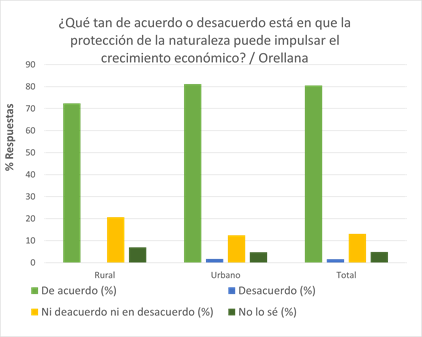 ¿Qué tan de acuerdo o desacuerdo está en que la
protección de la naturaleza puede impulsar el
crecimiento económico? / Orellana
% Respuestas
90
80
70
60
50
40
30
20
10
0
Rural Urbano Total
De acuerdo (%) Desacuerdo (%)
Ni deacuerdo ni en desacuerdo (%) No lo sé (%)